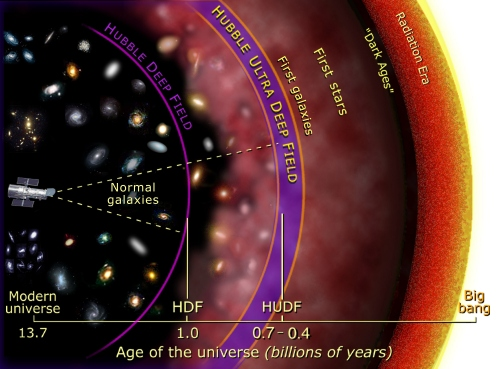 HUBBLE DEEP FIELD
HUBBLE ULTRA DEEP FIELD
First galaxies
First stars
"Dark Ages"
Radiation Era
Normal
galaxies
Modern
universe
HDF
HUDF
Big
bang
13.7
1.0
0.7 - 0.4
Age of the universe (billions of years)